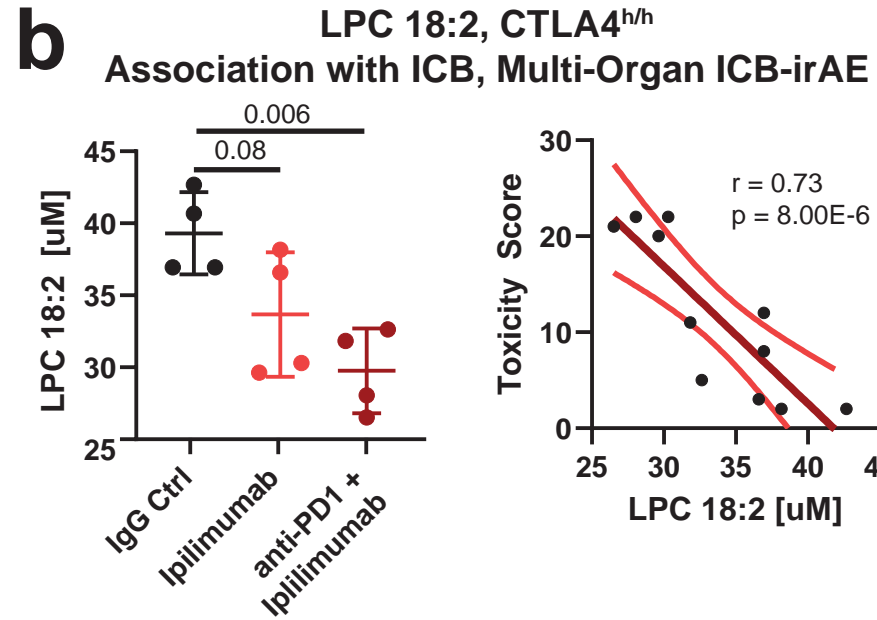 b
LPC 18:2, CTLA4h/h
Association with ICB, Multi-Organ ICB-irAE
0.006
0.08
45
40
35
30
25
LPC 18:2 [uM]
IgG Ctrl
Ipilimumab
anti-PD1 +
Iplilimumab
30
20
10
0
Toxicity Score
r = 0.73
p = 8.00E-6
25
30
35
40
4
LPC 18:2 [uM]